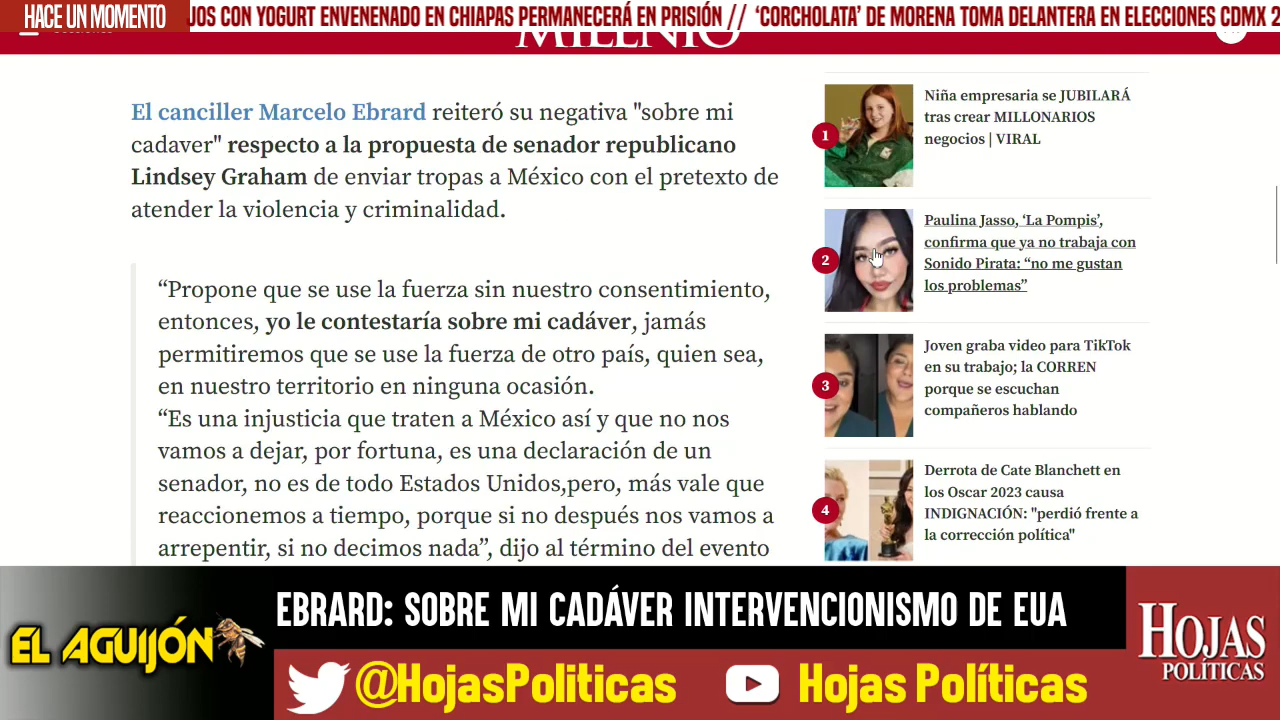 HACE UN MOMENTO
JOS CON YOGURT ENVENENADO EN CHIAPAS PERMANECERÁ EN PRISIÓN // ‘CORCHOLATA’ DE MORENA TOMA DELANTERA EN ELECCIONES CDMX 2
MILENIO
El canciller Marcelo Ebrard reiteró su negativa "sobre mi
cadaver" respecto a la propuesta de senador republicano
Lindsey Graham de enviar tropas a México con el pretexto de
atender la violencia y criminalidad.
“Propone que se use la fuerza sin nuestro consentimiento,
entonces, yo le contestaría sobre mi cadáver, jamás
permitiremos que se use la fuerza de otro país, quien sea,
en nuestro territorio en ninguna ocasión.
“Es una injusticia que traten a México así y que no nos
vamos a dejar, por fortuna, es una declaración de un
senador, no es de todo Estados Unidos,pero, más vale que
reaccionemos a tiempo, porque si no después nos vamos a
arrepentir, si no decimos nada”, dijo al término del evento
1
Niña empresaria se JUBILARÁ
tras crear MILLONARIOS
negocios | VIRAL
2
Paulina Jasso, ‘La Pompis’,
confirma que ya no trabaja con
Sonido Pirata: “no me gustan
los problemas”
3
Joven graba video para TikTok
en su trabajo; la CORREN
porque se escuchan
compañeros hablando
4
Derrota de Cate Blanchett en
los Oscar 2023 causa
INDIGNACIÓN: "perdió frente a
la corrección política"
EL AGUIJÓN
EBRARD: SOBRE MI CADÁVER INTERVENCIONISMO DE EUA
@HojasPoliticas
Hojas Políticas
HOJAS
POLÍTICAS